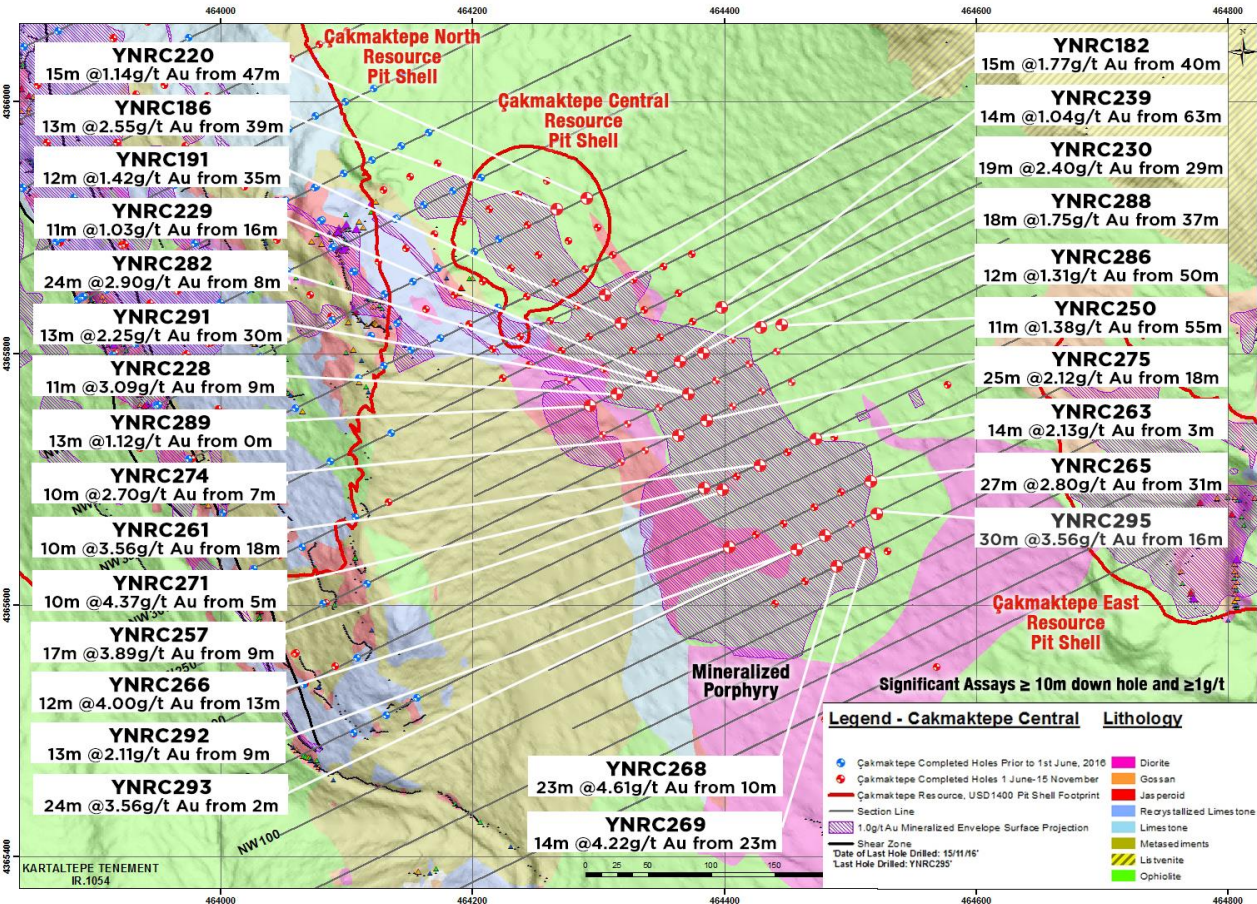 464000
464200
464400
464600
464800
4366000
4365800
4365600
4365400
YNRC220
15m @1.14g/t Au from 47m
YNRC186
13m @2.55g/t Au from 39m
YNRC191
12m @1.42g/t Au from 35m
YNRC229
11m @1.03g/t Au from 16m
YNRC282
24m @2.90g/t Au from 8m
YNRC291
13m @2.25g/t Au from 30m
YNRC228
11m @3.09g/t Au from 9m
YNRC289
13m @1.12g/t Au from 0m
YNRC274
10m @2.70g/t Au from 7m
YNRC261
10m @3.56g/t Au from 18m
YNRC271
10m @4.37g/t Au from 5m
YNRC257
17m @3.89g/t Au from 9m
YNRC266
12m @4.00g/t Au from 13m
YNRC292
13m @2.11g/t Au from 9m
YNRC293
24m @3.56g/t Au from 2m
Çakmaktepe North
Resource
Pit Shell
Çakmaktepe Central
Resource
Pit Shell
N
YNRC182
15m @1.77g/t Au from 40m
YNRC239
14m @1.04g/t Au from 63m
YNRC230
19m @2.40g/t Au from 29m
YNRC288
18m @1.75g/t Au from 37m
YNRC286
12m @1.31g/t Au from 50m
YNRC250
11m @1.38g/t Au from 55m
YNRC275
25m @2.12g/t Au from 18m
YNRC263
14m @2.13g/t Au from 3m
YNRC265
27m @2.80g/t Au from 31m
YNRC295
30m @3.56g/t Au from 16m
Çakmaktepe East
Resource
Pit Shell
Mineralized
Porphyry
Significant Assays ≥ 10m down hole and ≥1g/t
YNRC268
23m @4.61g/t Au from 10m
YNRC269
14m @4.22g/t Au from 23m
NW100
KARTALTEPE TENEMENT
IR.1054
0 25 50 100 150
Legend - Cakmaktepe Central
Çakmaktepe Completed Holes Prior to 1st June, 2016
Çakmaktepe Completed Holes 1 June-15 November
Çakmaktepe Resource, USD1400 Pit Shell Footprint
Section Line
1.0g/t Au Mineralized Envelope Surface Projection
Shear Zone
'Date of Last Hole Drilled: 15/11/16'
'Last Hole Drilled: YNRC295'
Lithology
Diorite
Gossan
Jasperoid
Recrystallized Limestone
Limestone
Metasediments
Listvenite
Ophiolite
464000
464200
464400
464600
464800